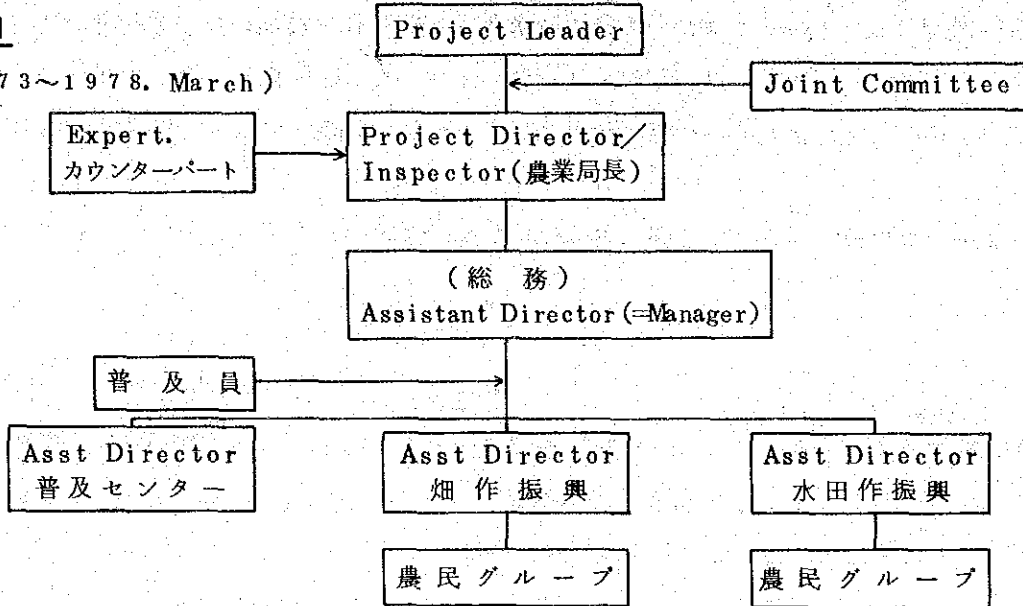 Project Leader
73～1978. March)
Joint Committee
Expert.
カウンターパート
Project Director／
Inspector(農業局長)
(総　務)
Assistant Director(=Manager)
普　及　員
Asst Director
普及センター
Asst Director
畑作振興
Asst Director
水田作振興
農民グループ
農民グループ